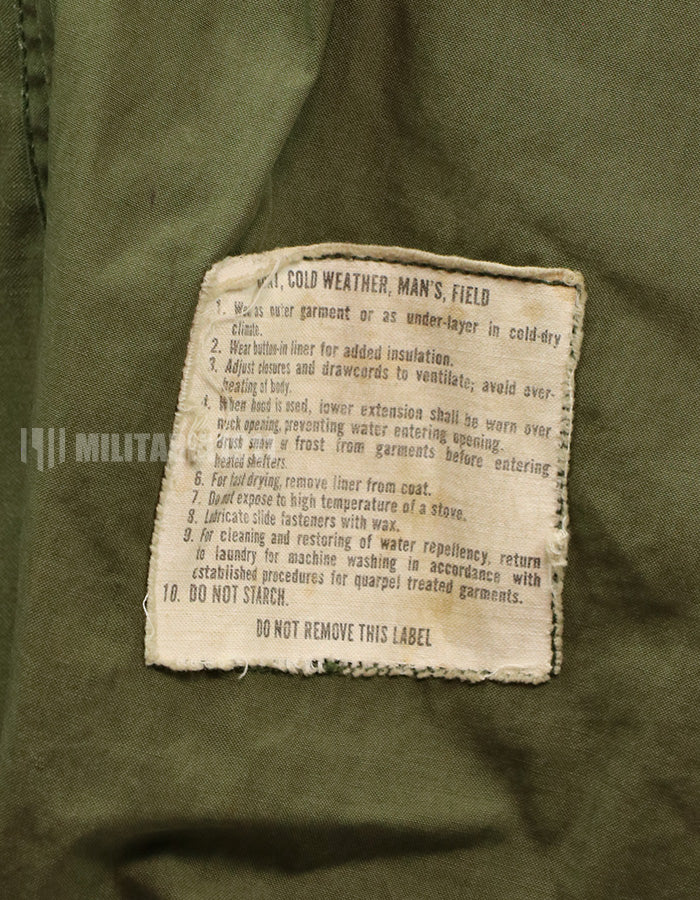 COLD WEATHER, MAN'S, FIELD
1. Wear as outer garment or as under-layer in cold-dry
climate.
2. Wear button-in liner for added insulation.
3. Adjust closures and drawcords to ventilate; avoid over-
heating of body.
4. When hood is used, lower extension shall be worn over
neck opening, preventing water entering opening.
Brush snow or frost from garments before entering
heated shelters.
6. For fast drying, remove liner from coat.
7. Do not expose to high temperature of a stove.
8. Lubricate slide fasteners with wax.
9. For cleaning and restoring of water repellency, return
to laundry for machine washing in accordance with
established procedures for quarpel treated garments.
10. DO NOT STARCH.
DO NOT REMOVE THIS LABEL